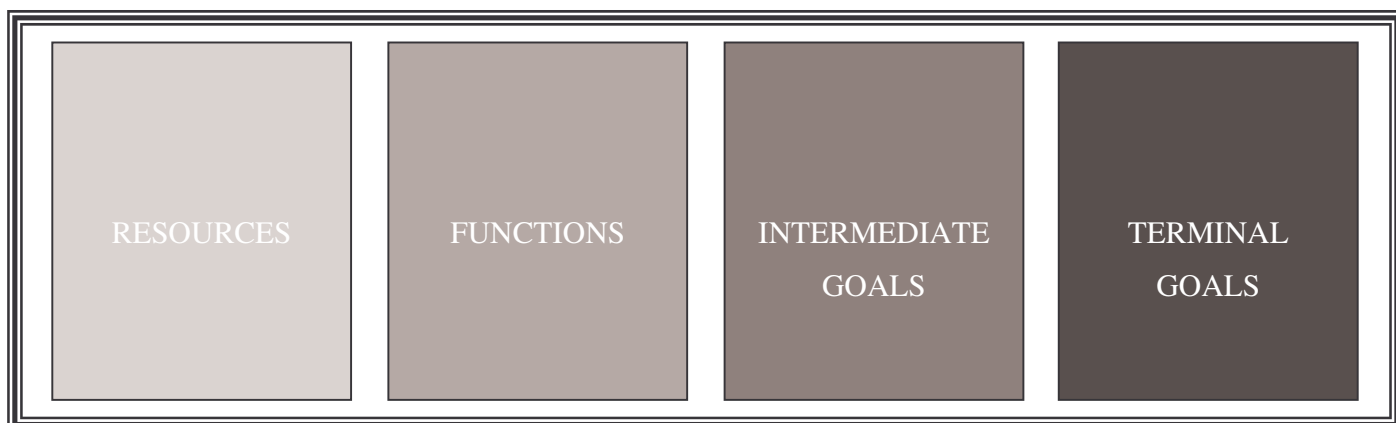 RESOURCES
FUNCTIONS
INTERMEDIATE
GOALS
TERMINAL
GOALS